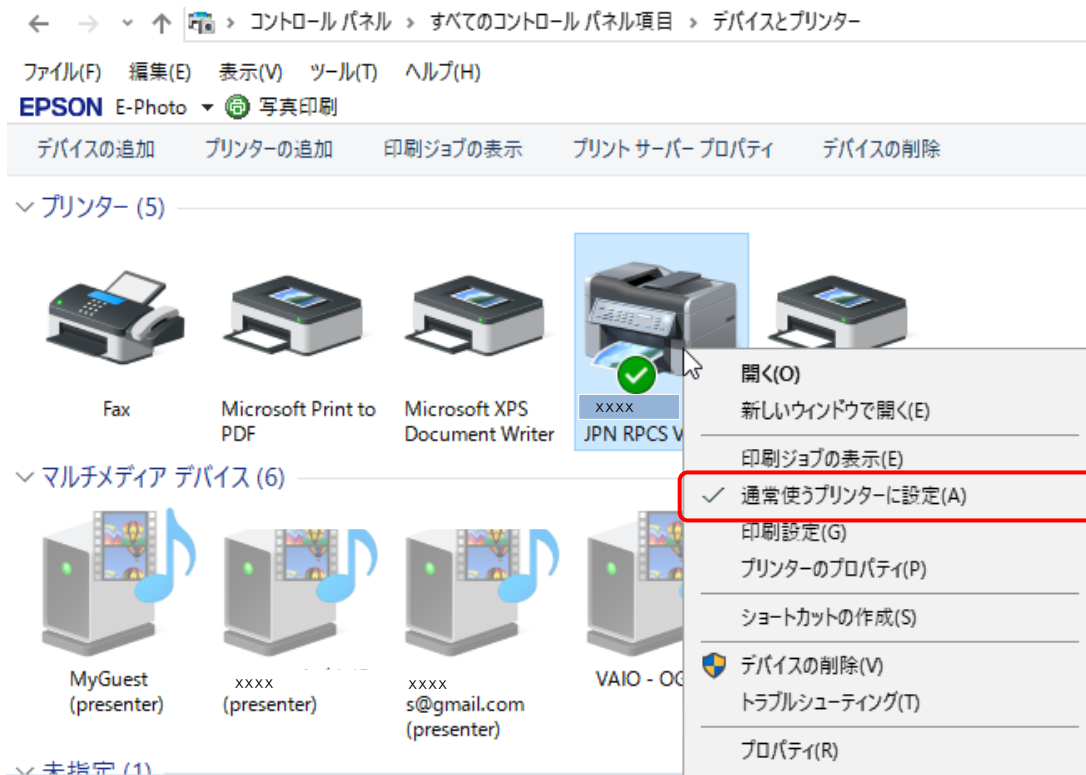 コントロール パネル › すべてのコントロール パネル項目 › デバイスとプリンター
ファイル(F) 編集(E) 表示(V) ツール(T) ヘルプ(H)
EPSON E-Photo 写真印刷
デバイスの追加 プリンターの追加 印刷ジョブの表示 プリント サーバー プロパティ デバイスの削除
プリンター (5)
Fax
Microsoft Print to
PDF
Microsoft XPS
Document Writer
xxxx
JPN RPCS V
開く(O)
新しいウィンドウで開く(E)
印刷ジョブの表示(E)
通常使うプリンターに設定(A)
印刷設定(G)
プリンターのプロパティ(P)
ショートカットの作成(S)
デバイスの削除(V)
トラブルシューティング(T)
プロパティ(R)
マルチメディア デバイス (6)
MyGuest
(presenter)
xxxx
(presenter)
xxxx
s@gmail.com
(presenter)
VAIO - OG
未指定 (1)